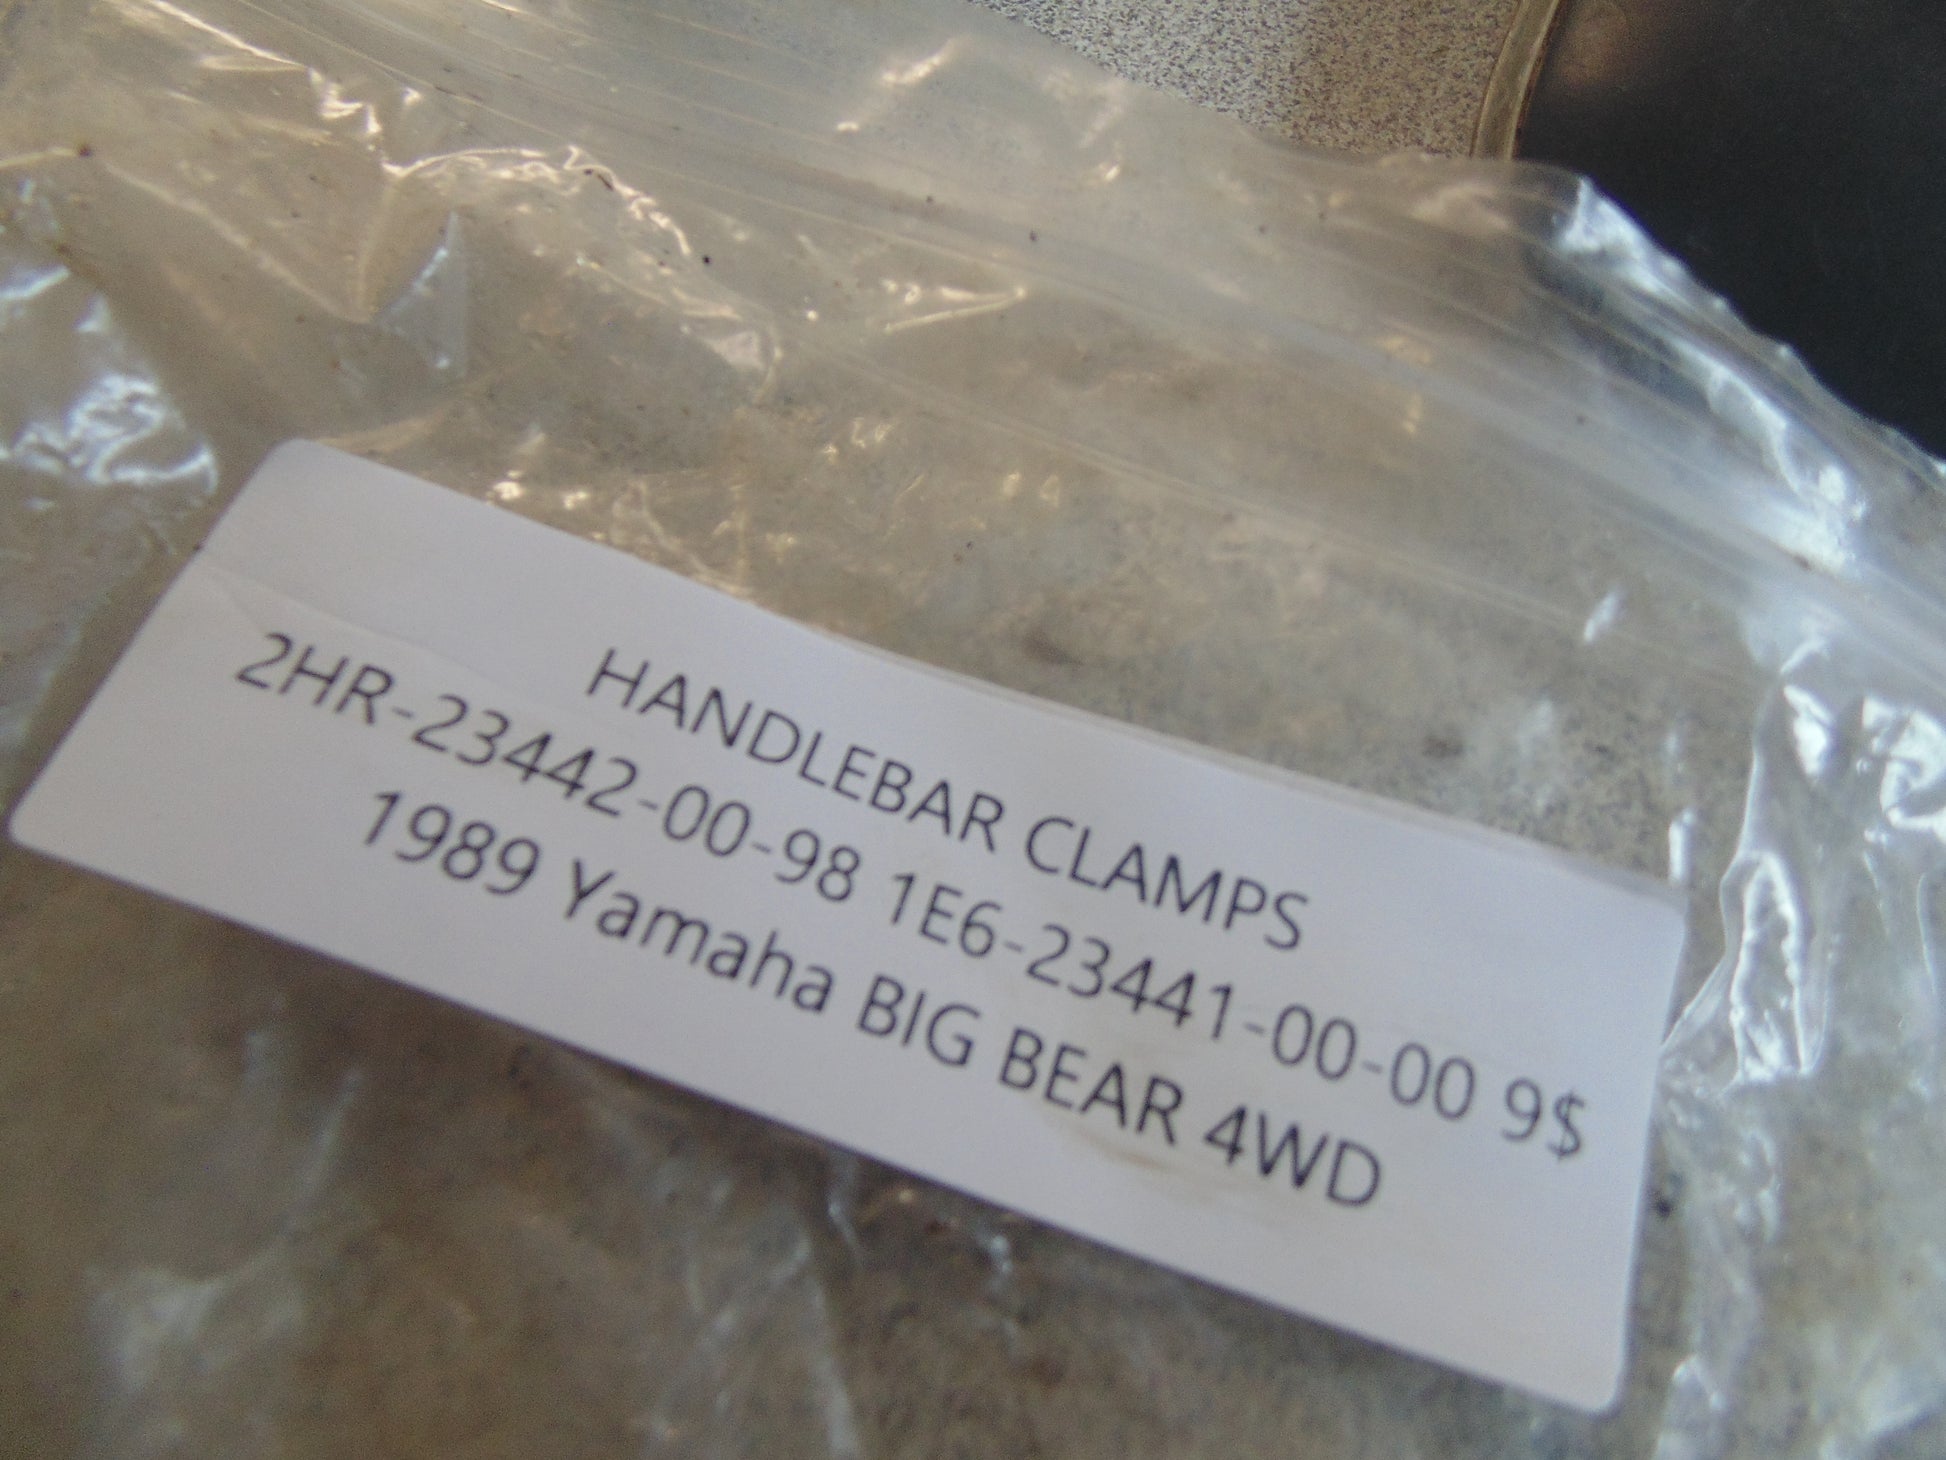 HANDLEBAR CLAMPS
2HR-23442-00-98 1E6-23441-00-00 9$
1989 Yamaha BIG BEAR 4WD